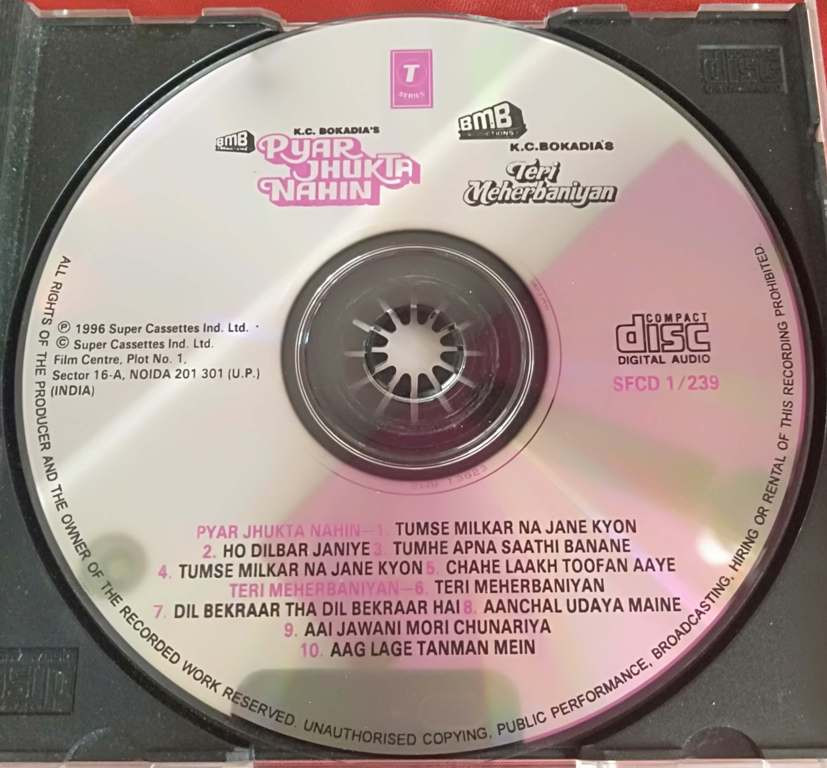 T
SERIES
BMB
K.C. BOKADIA'S
PYAR
JHUKTA
NAHIN
BMB
K.C.BOKADIA'S
Teri
Meherbaniyan
℗ 1996 Super Cassettes Ind. Ltd.
© Super Cassettes Ind. Ltd.
Film Centre, Plot No. 1,
Sector 16-A, NOIDA 201 301 (U.P.)
(INDIA)
COMPACT
disc
DIGITAL AUDIO
SFCD 1/239
PYAR JHUKTA NAHIN—1. TUMSE MILKAR NA JANE KYON
2. HO DILBAR JANIYE 3. TUMHE APNA SAATHI BANANE
4. TUMSE MILKAR NA JANE KYON 5. CHAHE LAAKH TOOFAN AAYE
TERI MEHERBANIYAN—6. TERI MEHERBANIYAN
7. DIL BEKRAAR THA DIL BEKRAAR HAI 8. AANCHAL UDAYA MAINE
9. AAI JAWANI MORI CHUNARIYA
10. AAG LAGE TANMAN MEIN
ALL RIGHTS OF THE PRODUCER AND THE OWNER OF THE RECORDED WORK RESERVED. UNAUTHORISED COPYING, PUBLIC PERFORMANCE, BROADCASTING, HIRING OR RENTAL OF THIS RECORDING PROHIBITED.
disc